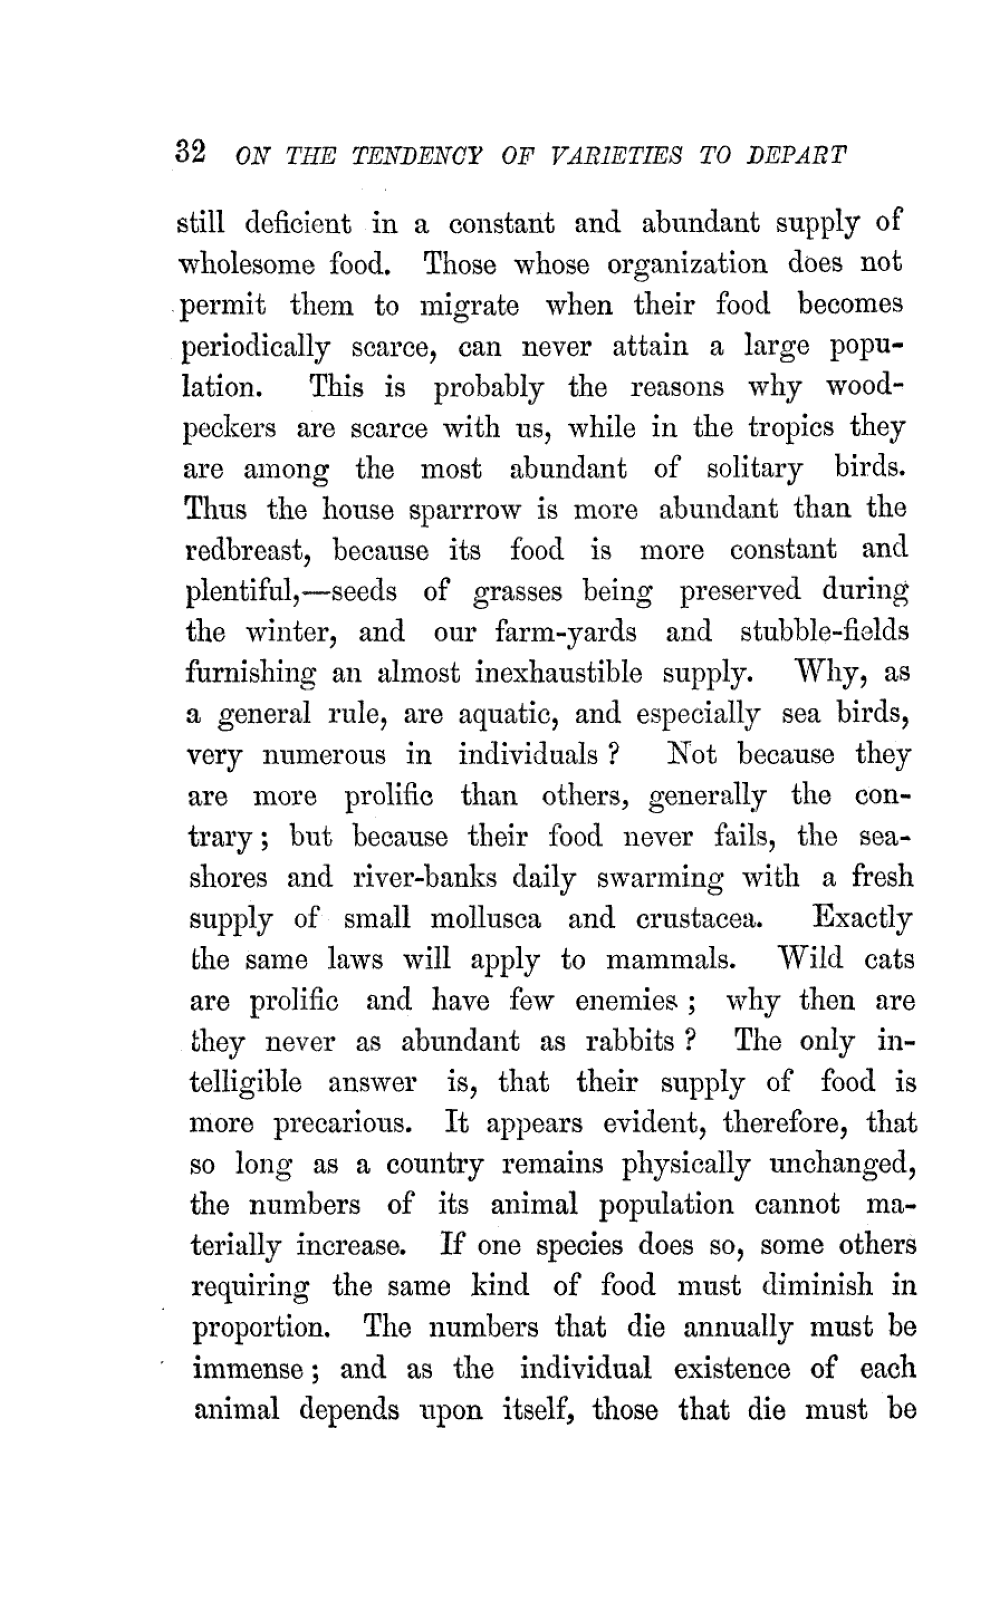 32 ON THE TENDENCY OF VARIETIES TO DEPART
still deficient in a constant and abundant supply of
wholesome food. Those whose organization does not
permit them to migrate when their food becomes
periodically scarce, can never attain a large popu-
lation. This is probably the reasons why wood-
peckers are scarce with us, while in the tropics they
are among the most abundant of solitary birds.
Thus the house sparrrow is more abundant than the
redbreast, because its food is more constant and
plentiful,—seeds of grasses being preserved during
the winter, and our farm-yards and stubble-fields
furnishing an almost inexhaustible supply. Why, as
a general rule, are aquatic, and especially sea birds,
very numerous in individuals ? Not because they
are more prolific than others, generally the con-
trary ; but because their food never fails, the sea-
shores and river-banks daily swarming with a fresh
supply of small mollusca and crustacea. Exactly
the same laws will apply to mammals. Wild cats
are prolific and have few enemies ; why then are
they never as abundant as rabbits ? The only in-
telligible answer is, that their supply of food is
more precarious. It appears evident, therefore, that
so long as a country remains physically unchanged,
the numbers of its animal population cannot ma-
terially increase. If one species does so, some others
requiring the same kind of food must diminish in
proportion. The numbers that die annually must be
immense ; and as the individual existence of each
animal depends upon itself, those that die must be